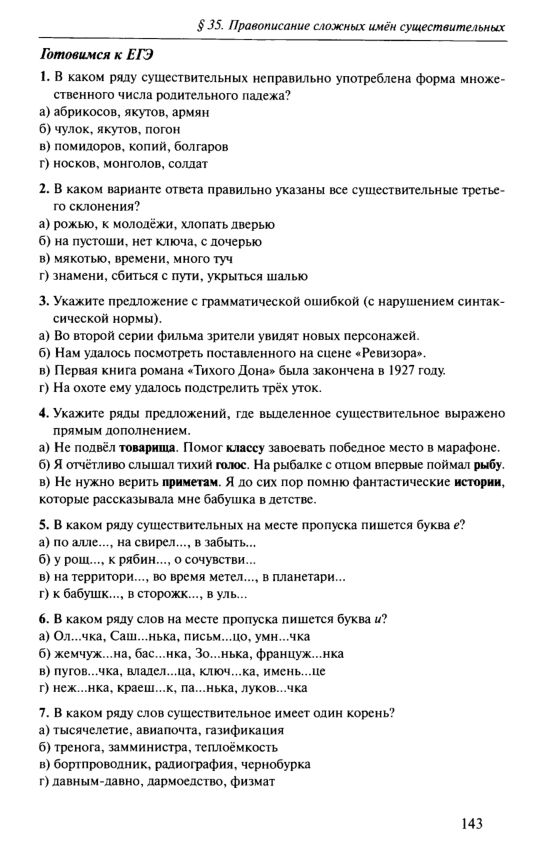 § 35. Правописание сложных имён существительных
Готовимся к ЕГЭ
1. В каком ряду существительных неправильно употреблена форма множе-
ственного числа родительного падежа?
а) абрикосов, якутов, армян
б) чулок, якутов, погон
в) помидоров, копий, болгаров
г) носков, монголов, солдат
2. В каком варианте ответа правильно указаны все существительные третье-
го склонения?
а) рожью, к молодёжи, хлопать дверью
б) на пустоши, нет ключа, с дочерью
в) мякотью, времени, много туч
г) знамени, сбиться с пути, укрыться шалью
3. Укажите предложение с грамматической ошибкой (с нарушением синтак-
сической нормы).
а) Во второй серии фильма зрители увидят новых персонажей.
б) Нам удалось посмотреть поставленного на сцене «Ревизора».
в) Первая книга романа «Тихого Дона» была закончена в 1927 году.
г) На охоте ему удалось подстрелить трёх уток.
4. Укажите ряды предложений, где выделенное существительное выражено
прямым дополнением.
а) Не подвёл товарища. Помог классу завоевать победное место в марафоне.
б) Я отчётливо слышал тихий голос. На рыбалке с отцом впервые поймал рыбу.
в) Не нужно верить приметам. Я до сих пор помню фантастические истории,
которые рассказывала мне бабушка в детстве.
5. В каком ряду существительных на месте пропуска пишется буква е?
а) по алле..., на свирел..., в забыть...
б) у рощ..., к рябин..., о сочувстви...
в) на территори..., во время метел..., в планетари...
г) к бабушк..., в сторожк..., в уль...
6. В каком ряду слов на месте пропуска пишется буква и?
а) Ол...чка, Саш...нька, письм...цо, умн...чка
б) жемчуж...на, бас...нка, Зо...нька, француж...нка
в) пугов...чка, владел...ца, ключ...ка, имень...це
г) неж...нка, краеш...к, па...нька, луков...чка
7. В каком ряду слов существительное имеет один корень?
а) тысячелетие, авиапочта, газификация
б) тренога, замминистра, теплоёмкость
в) бортпроводник, радиография, чернобурка
г) давным-давно, дармоедство, физмат
143